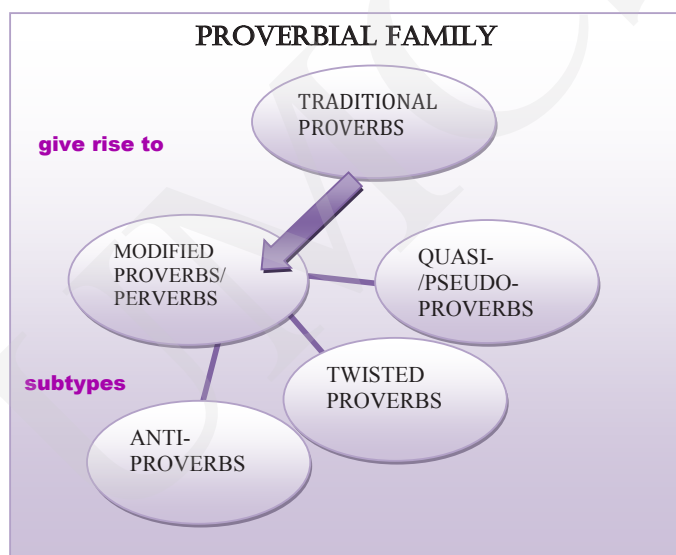 PROVERBIAL FAMILY
TRADITIONAL
PROVERBS
give rise to
MODIFIED
PROVERBS/
PERVERBS
QUASI-
/PSEUDO-
PROVERBS
subtypes
TWISTED
PROVERBS
ANTI-
PROVERBS